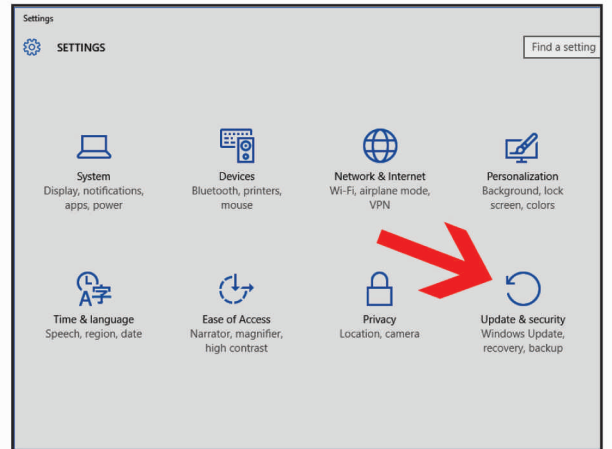 Settings
SETTINGS
Find a setting
System
Display, notifications,
apps, power
Devices
Bluetooth, printers,
mouse
Network & Internet
Wi-Fi, airplane mode,
VPN
Personalization
Background, lock
screen, colors
A字
Time & language
Speech, region, date
Ease of Access
Narrator, magnifier,
high contrast
Privacy
Location, camera
Update & security
Windows Update,
recovery, backup